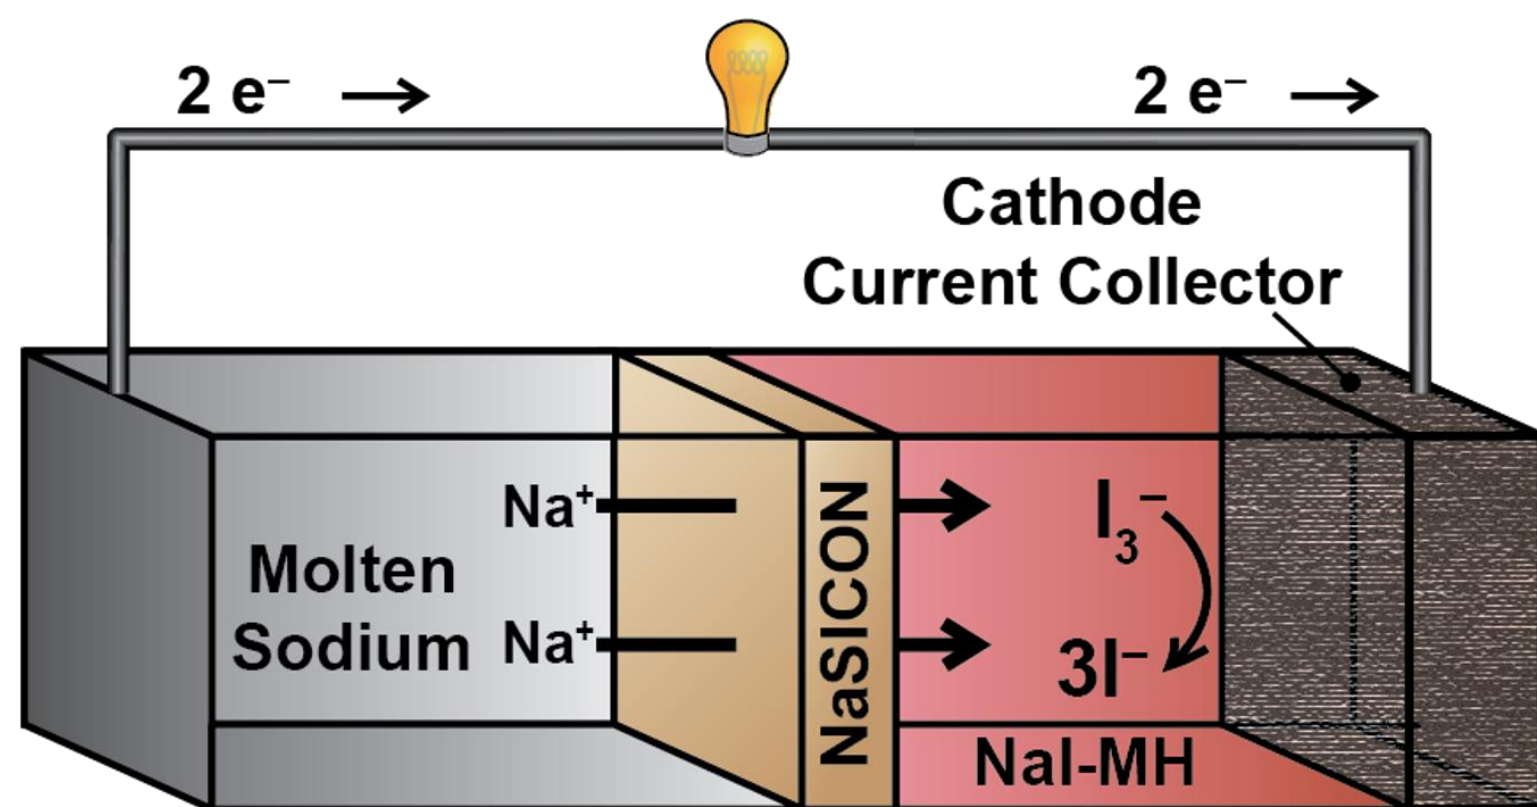 2 e⁻ →
2 e⁻ →
Cathode
Current Collector
Na⁺
Molten
Sodium
Na⁺
NaSICON
I₃⁻
3I⁻
NaI-MH